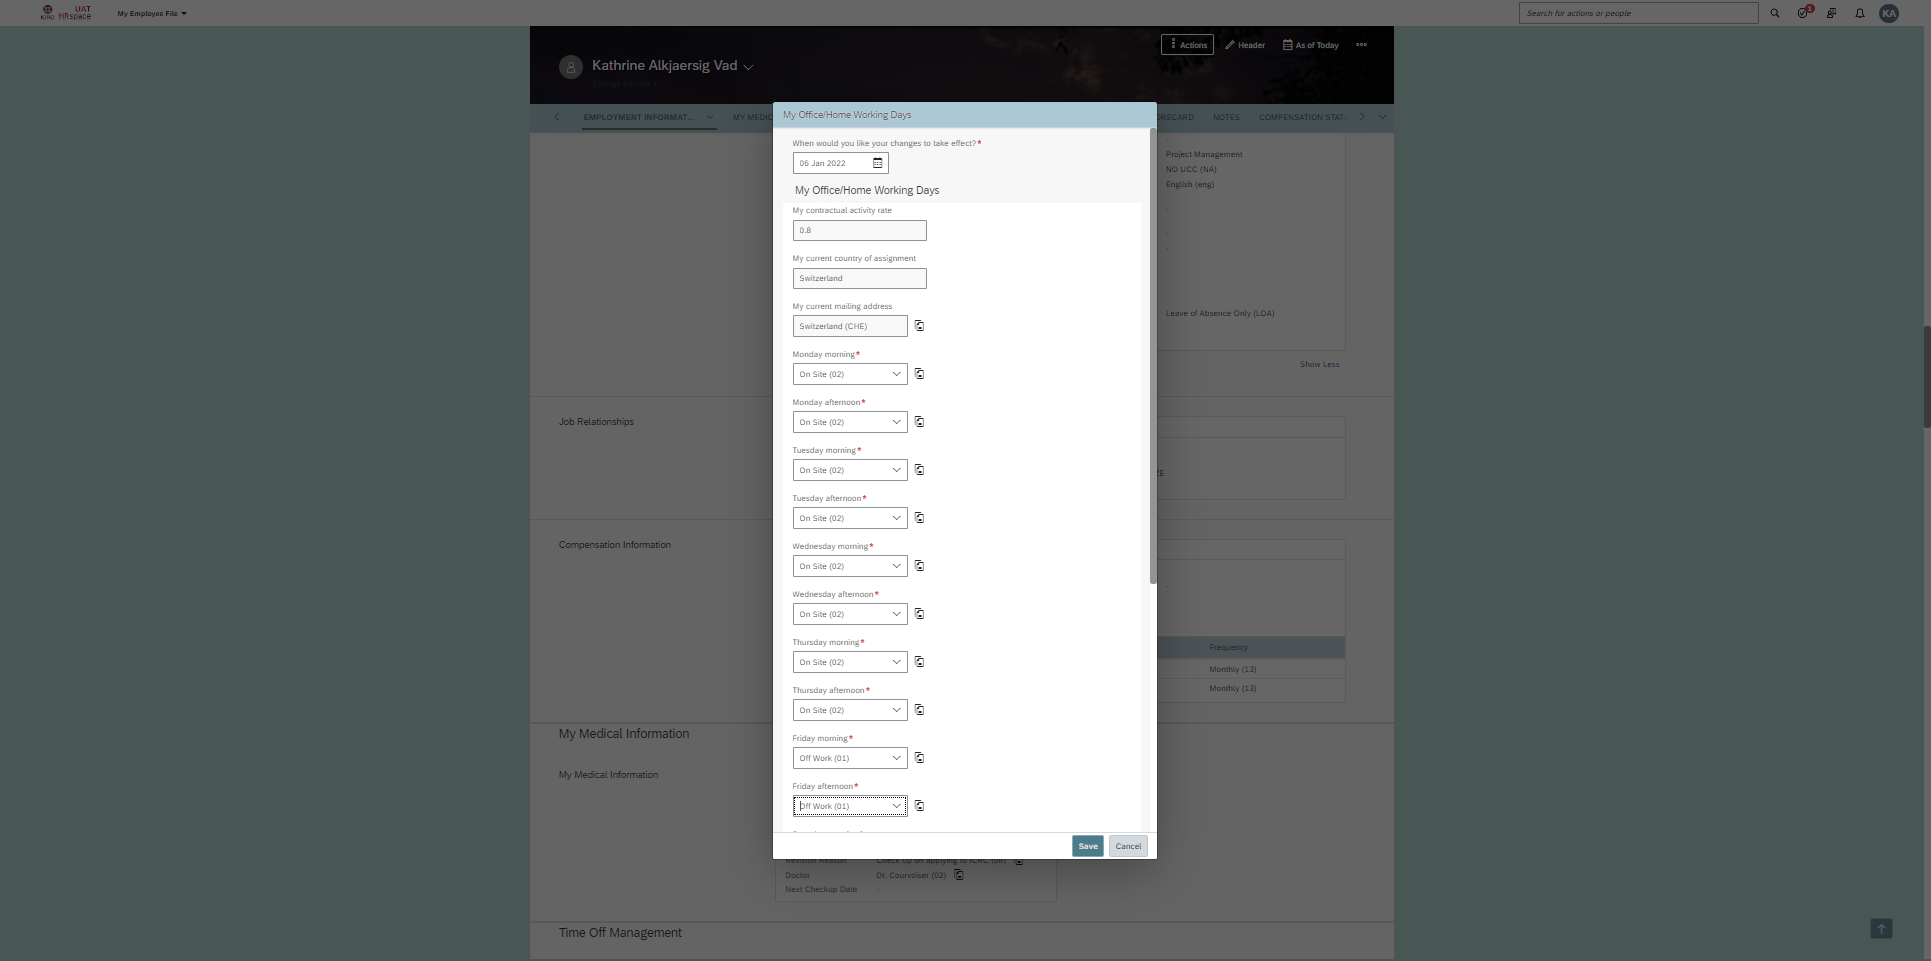 UAT
ICRC HRspace
My Employee File
Search for actions or people
1
KA
Actions
Header
As of Today
Kathrine Alkjaersig Vad
EMPLOYMENT INFORMAT...
MY MEDIC
ORECARD
NOTES
COMPENSATION STAT
My Office/Home Working Days
When would you like your changes to take effect?*
06 Jan 2022
My Office/Home Working Days
My contractual activity rate
0.8
My current country of assignment
Switzerland
My current mailing address
Switzerland (CHE)
Monday morning*
On Site (02)
Monday afternoon*
On Site (02)
Tuesday morning*
On Site (02)
Tuesday afternoon*
On Site (02)
Wednesday morning*
On Site (02)
Wednesday afternoon*
On Site (02)
Thursday morning*
On Site (02)
Thursday afternoon*
On Site (02)
Friday morning*
Off Work (01)
Friday afternoon*
Off Work (01)
Save
Cancel
Project Management
NO UCC (NA)
English (eng)
Leave of Absence Only (LOA)
Show Less
Job Relationships
ZE
Compensation Information
Frequency
Monthly (13)
Monthly (13)
My Medical Information
My Medical Information
Revision Reason
Check up on applying to ICRC (08)
Doctor
Dr. Courvoiser (02)
Next Checkup Date
-
Time Off Management